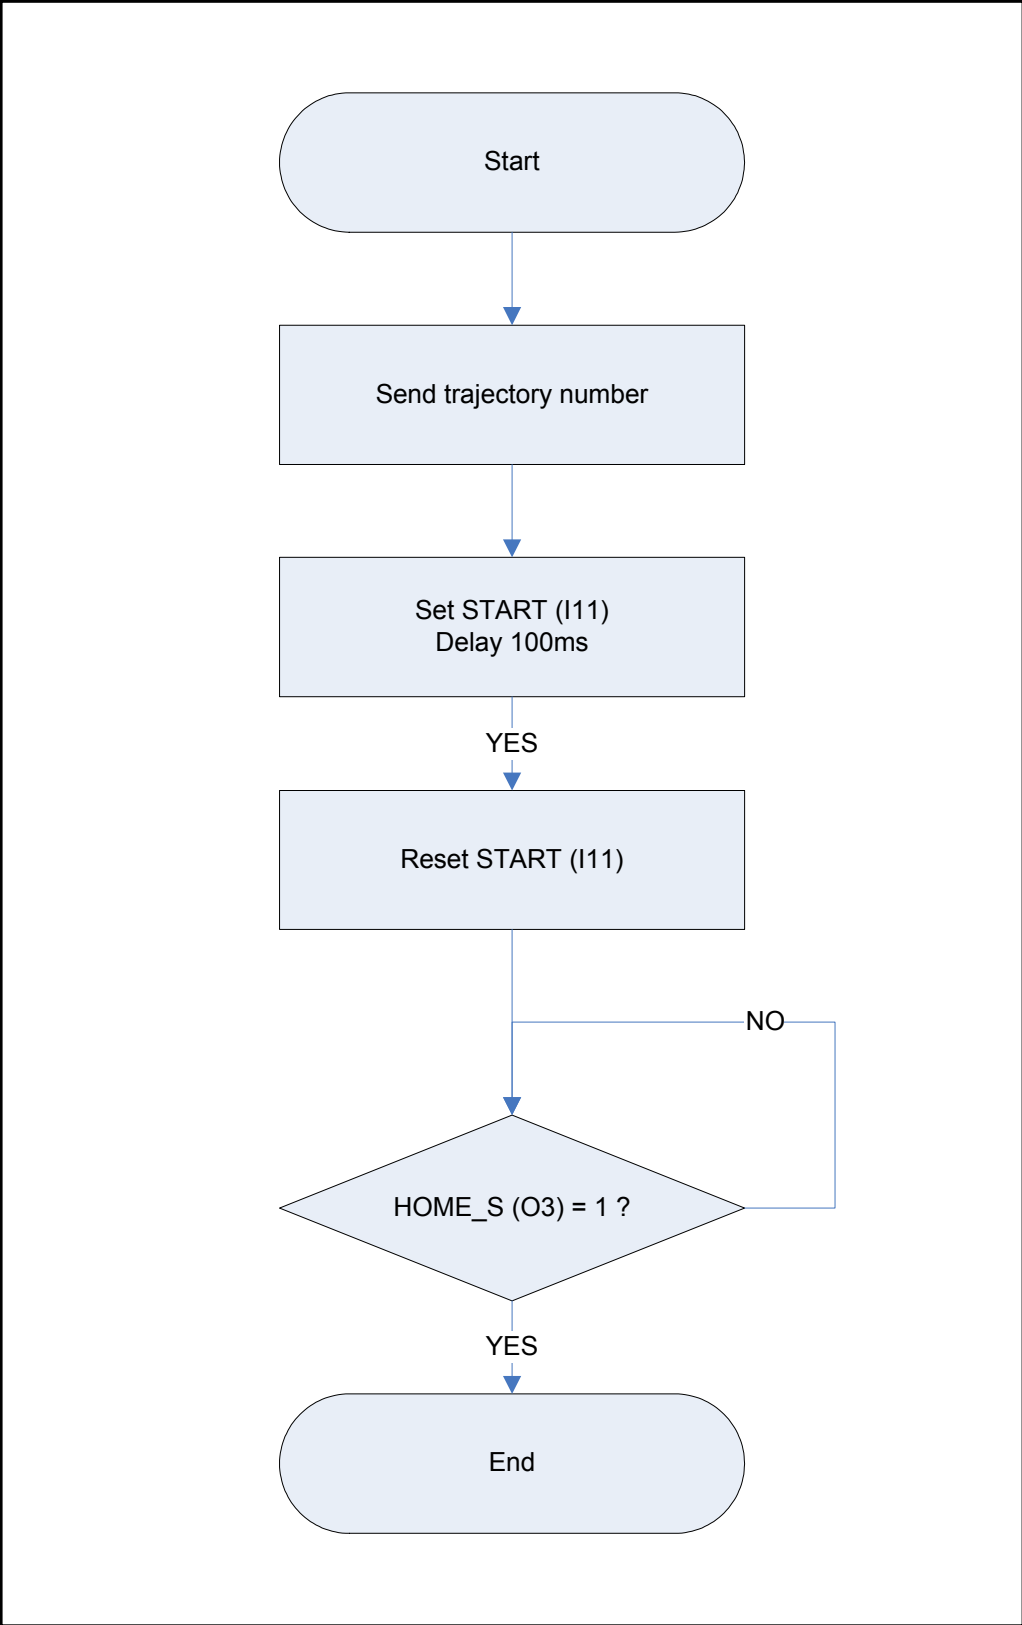 Start
Send trajectory number
Set START (I11)
Delay 100ms
YES
Reset START (I11)
NO
HOME_S (O3) = 1 ?
YES
End